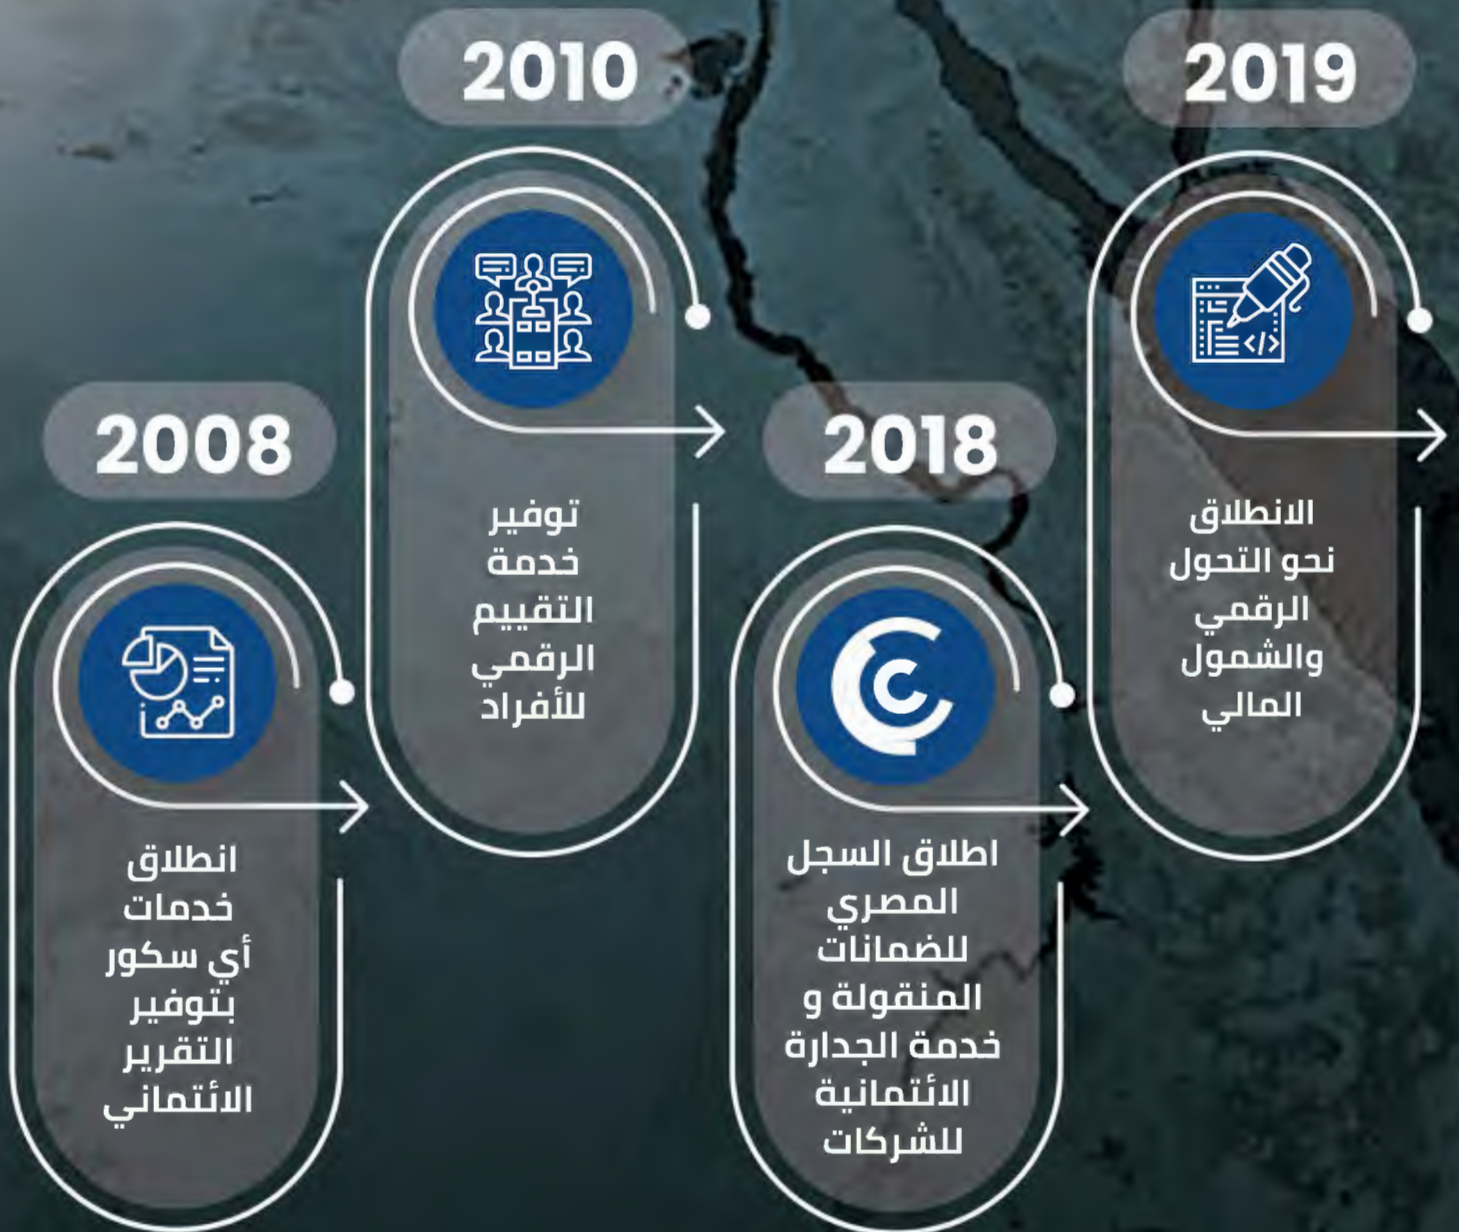 2008
انطلاق
خدمات
أي سكور
بتوفير
التقرير
الائتماني
2010
توفير
خدمة
التقييم
الرقمي
للأفراد
2018
اطلاق السجل
المصري
للضمانات
المنقولة و
خدمة الجدارة
الائتمانية
للشركات
2019
الانطلاق
نحو التحول
الرقمي
والشمول
المالي